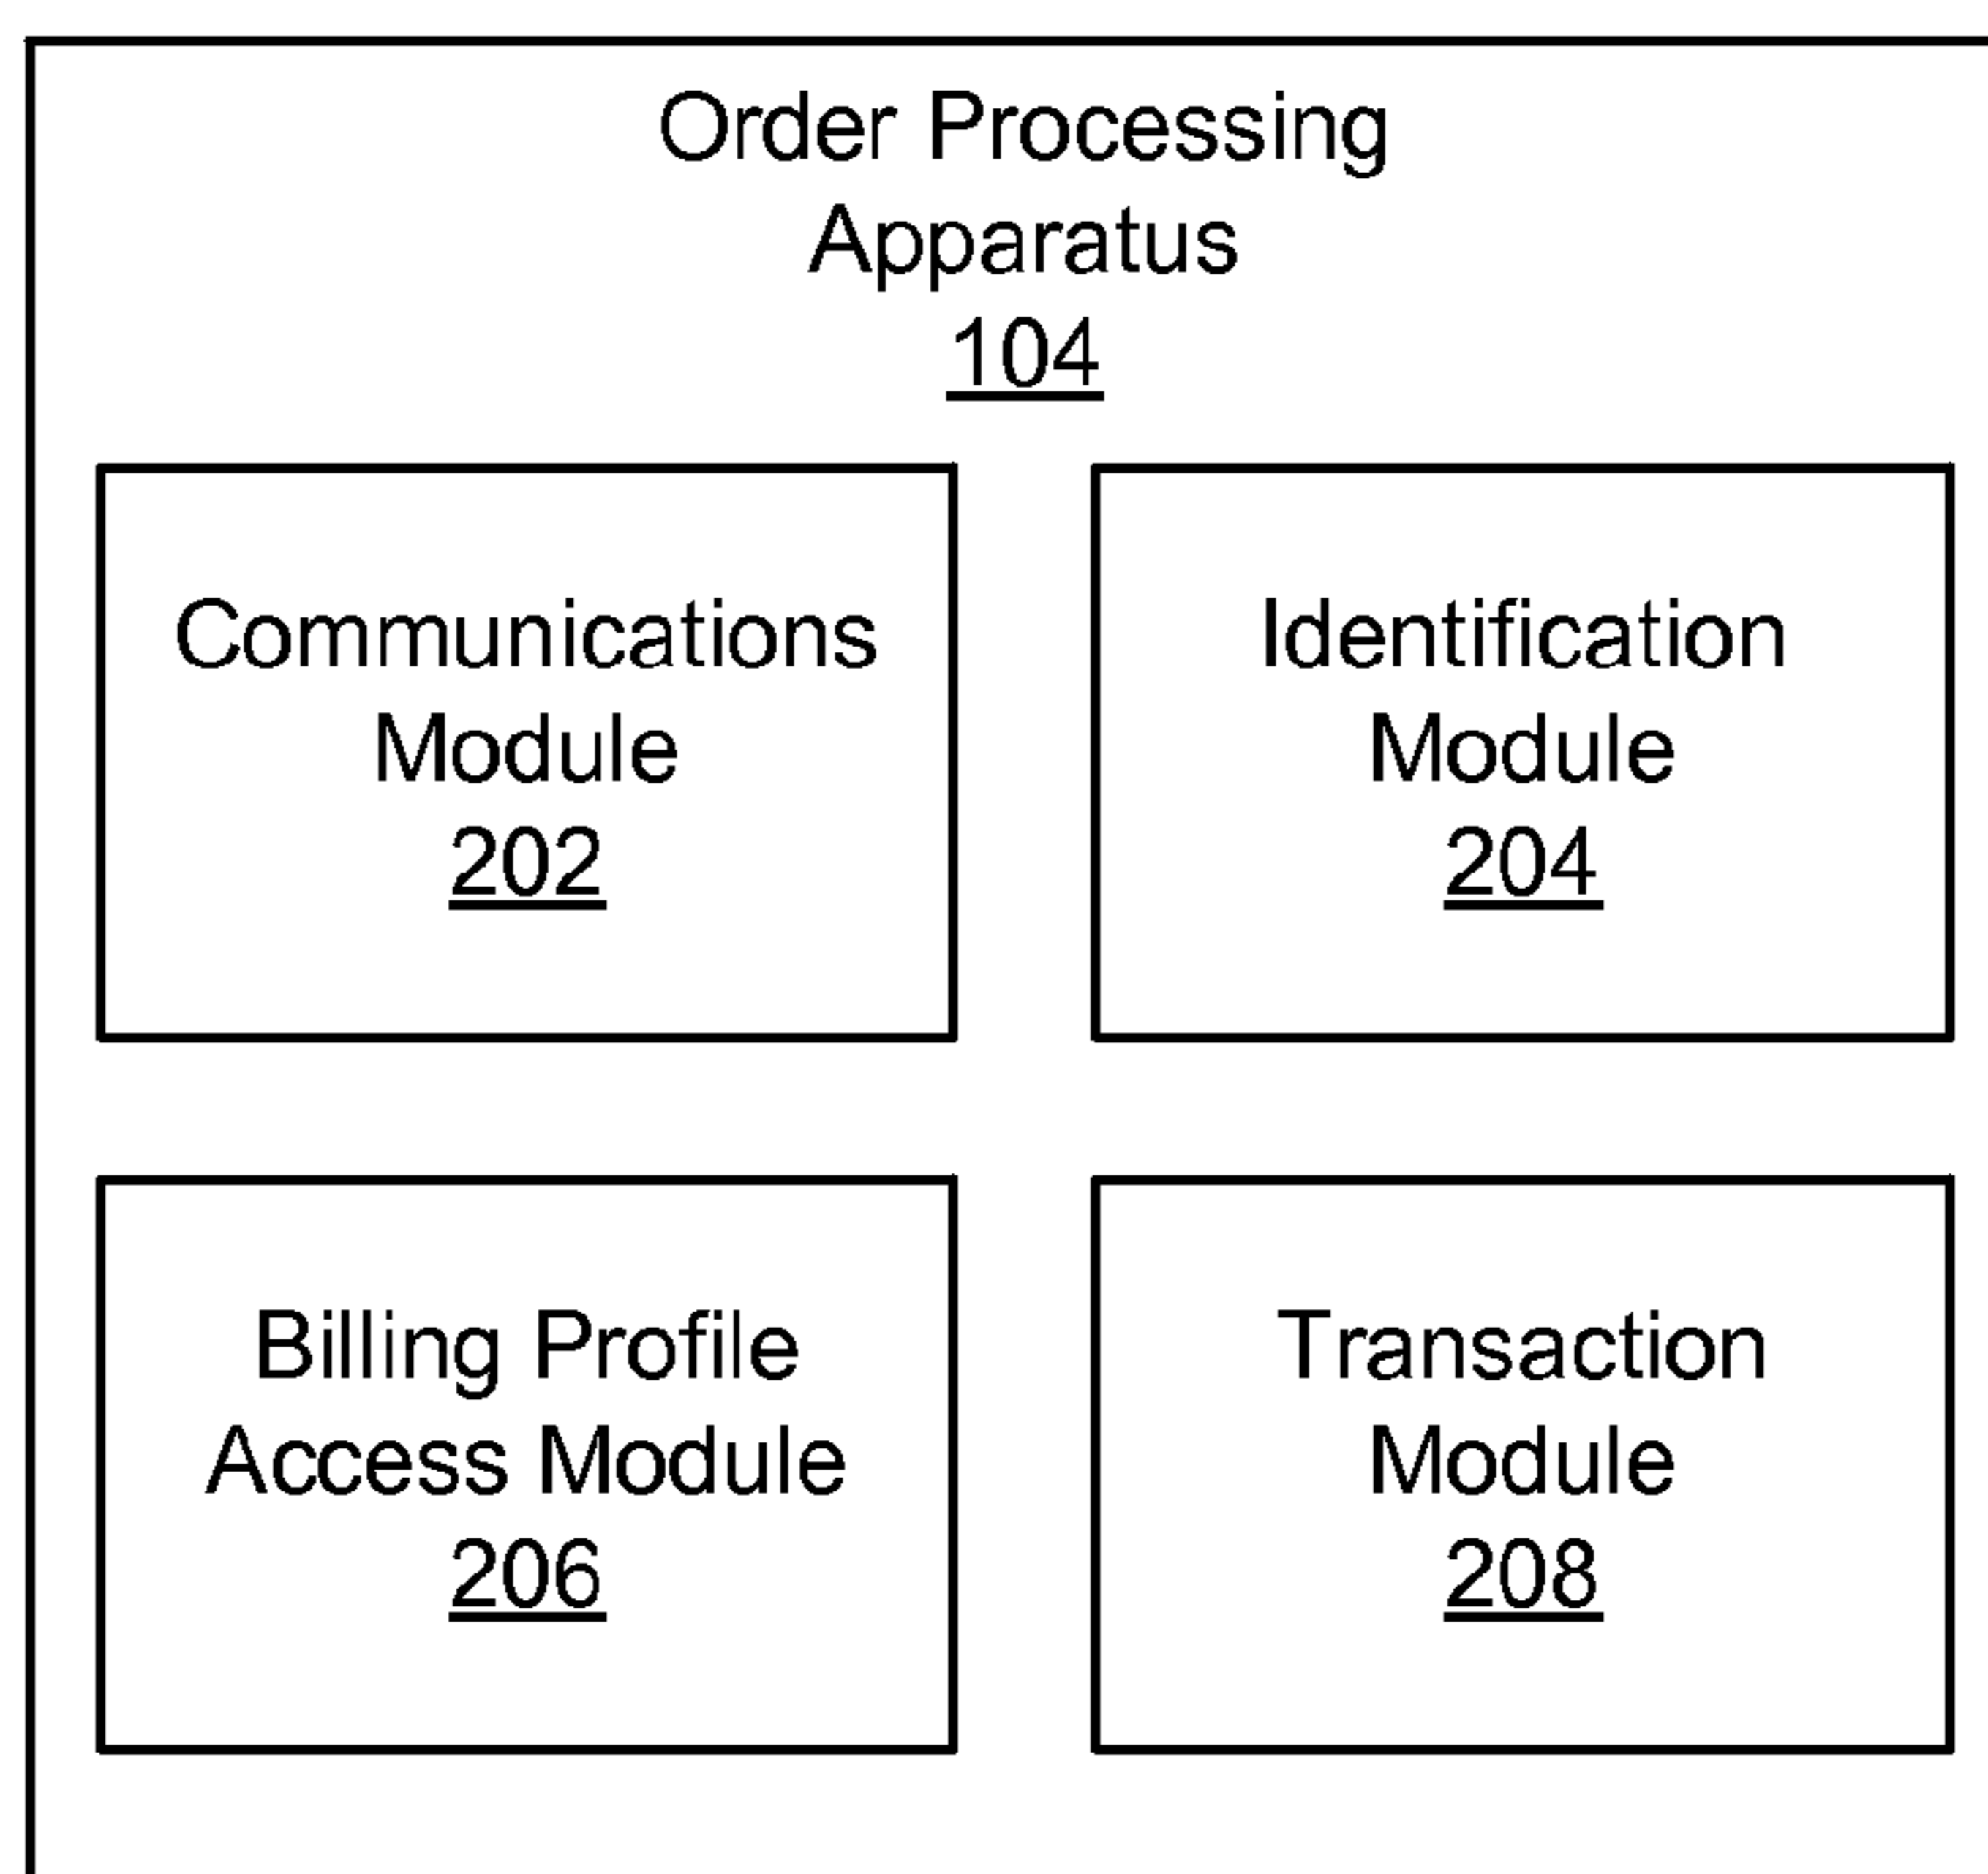 Order Processing
Apparatus
104
Communications
Module
202
Identification
Module
204
Billing Profile
Access Module
206
Transaction
Module
208